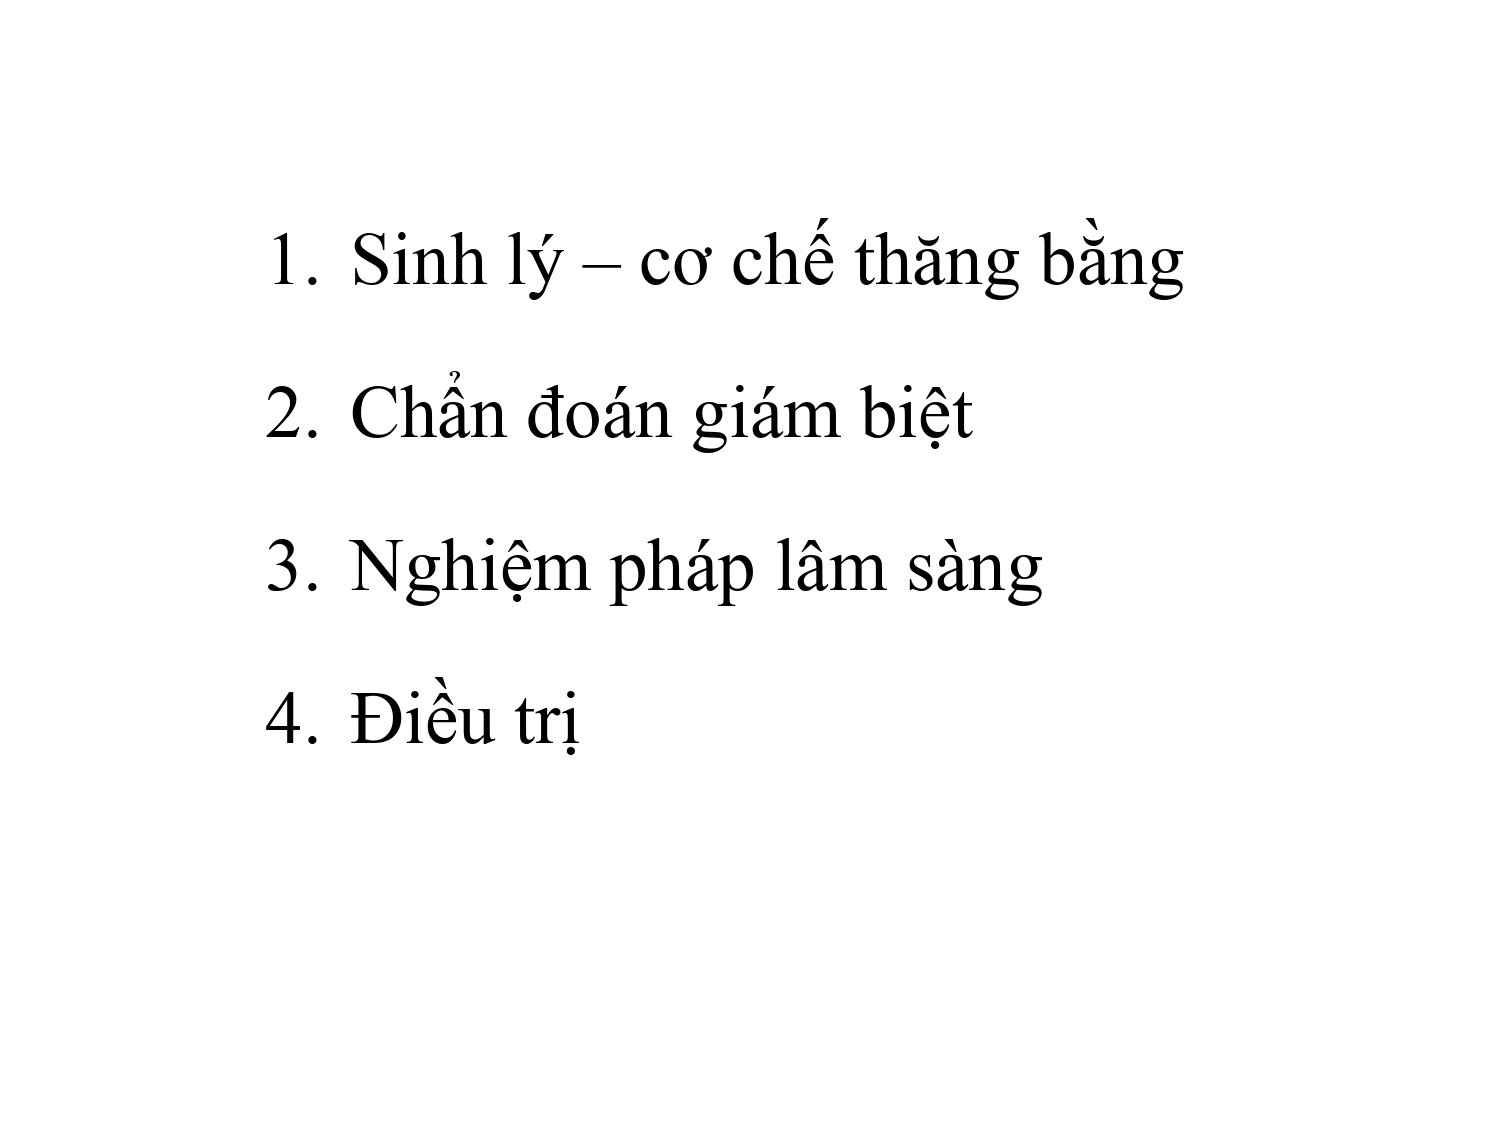 1. Sinh lý – cơ chế thăng bằng
2. Chẩn đoán giám biệt
3. Nghiệm pháp lâm sàng
4. Điều trị